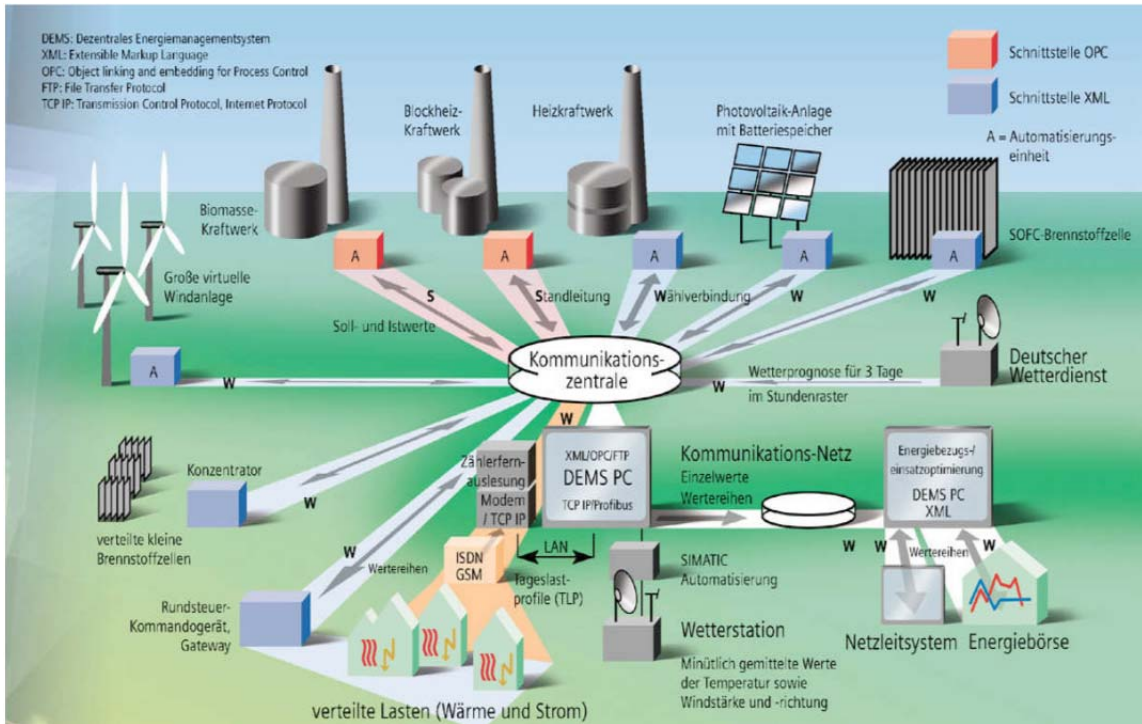 DEMS: Dezentrales Energiemanagementsystem
XML: Extensible Markup Language
OPC: Object linking and embedding for Process Control
FTP: File Transfer Protocol
TCP IP: Transmission Control Protocol, Internet Protocol
Schnittstelle OPC
Schnittstelle XML
A = Automatisierungs-
einheit
Blockheiz-
Kraftwerk
Heizkraftwerk
Photovoltaik-Anlage
mit Batteriespeicher
Biomasse-
Kraftwerk
SOFC-Brennstoffzelle
A
A
A
A
A
Große virtuelle
Windanlage
S
Standleitung
Wählverbindung
W
W
Soll- und Istwerte
Kommunikations-
zentrale
A
W
W
Wetterprognose für 3 Tage
im Stundenraster
Deutscher
Wetterdienst
W
W
Konzentrator
W
verteilte kleine
Brennstoffzellen
Zählerfern-
auslesung
Modem
/ TCP IP
XML/OPC/FTP
DEMS PC
TCP IP/Profibus
Kommunikations-Netz
Einzelwerte
Wertereihen
Energiebezugs-/
einsatzoptimierung
DEMS PC
XML
W
Wertereihen
ISDN
GSM
LAN
Tageslast-
profile (TLP)
SIMATIC
Automatisierung
W
W
W
Wertereihen
Rundsteuer-
Kommandogerät,
Gateway
Wetterstation
Minütlich gemittelte Werte
der Temperatur sowie
Windstärke und -richtung
Netzleitsystem
Energiebörse
verteilte Lasten (Wärme und Strom)